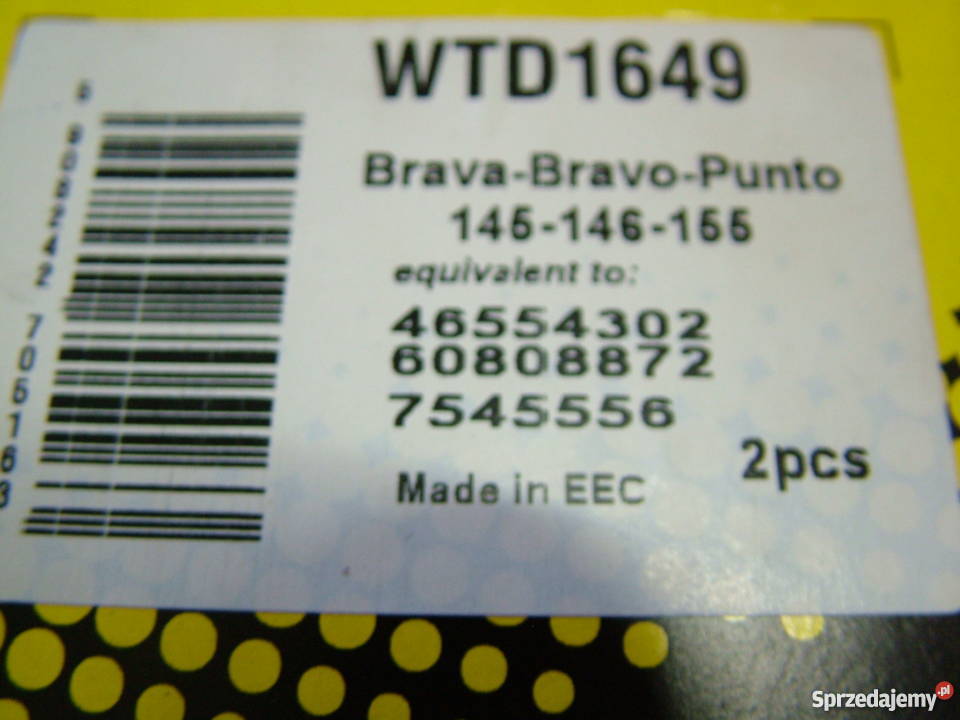 WTD1649
Brava-Bravo-Punto
145-146-155
equivalent to:
46554302
60808872
7545556
2pcs
Made in EEC
Sprzedajemy.pl